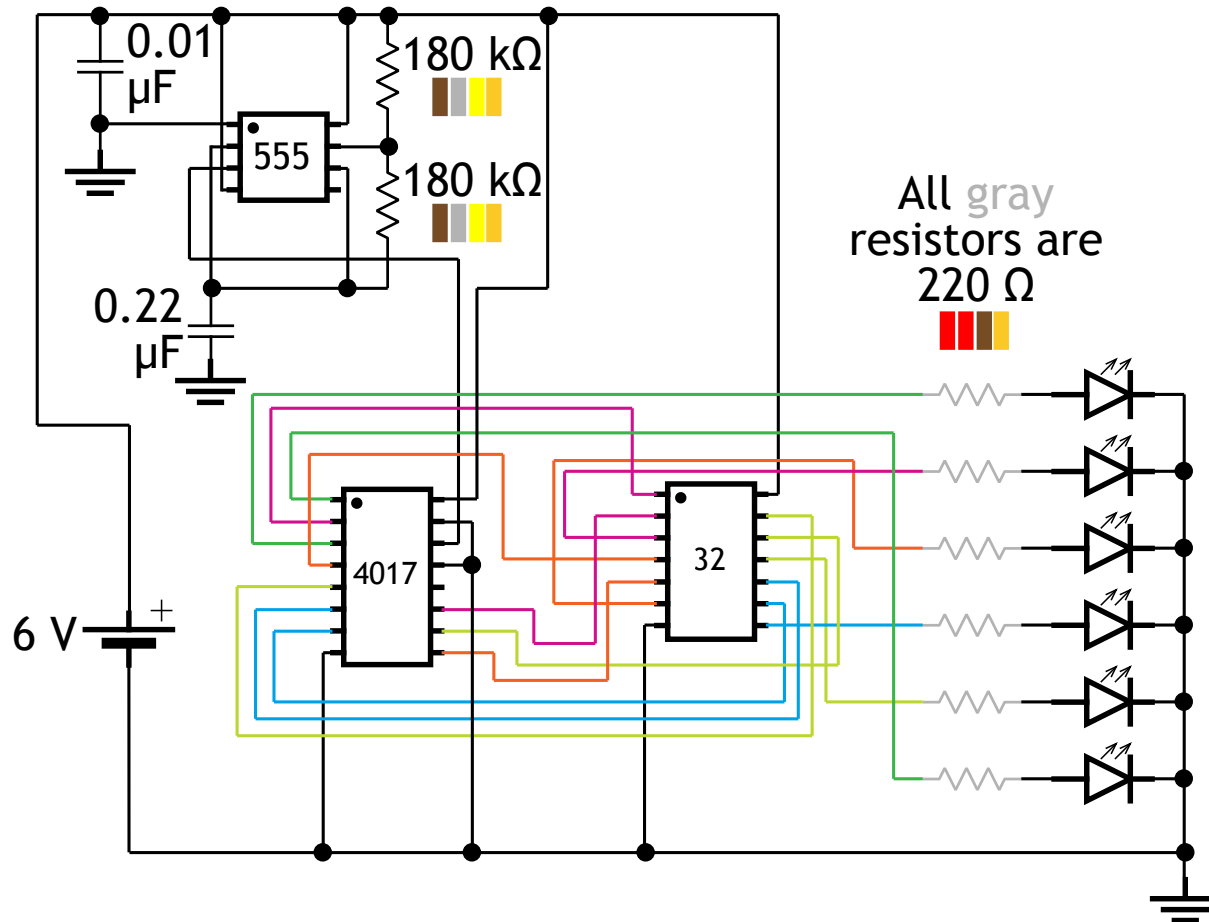 0.01
µF
180 kΩ
555
180 kΩ
All gray
resistors are
220 Ω
0.22
µF
4017
32
+
6 V